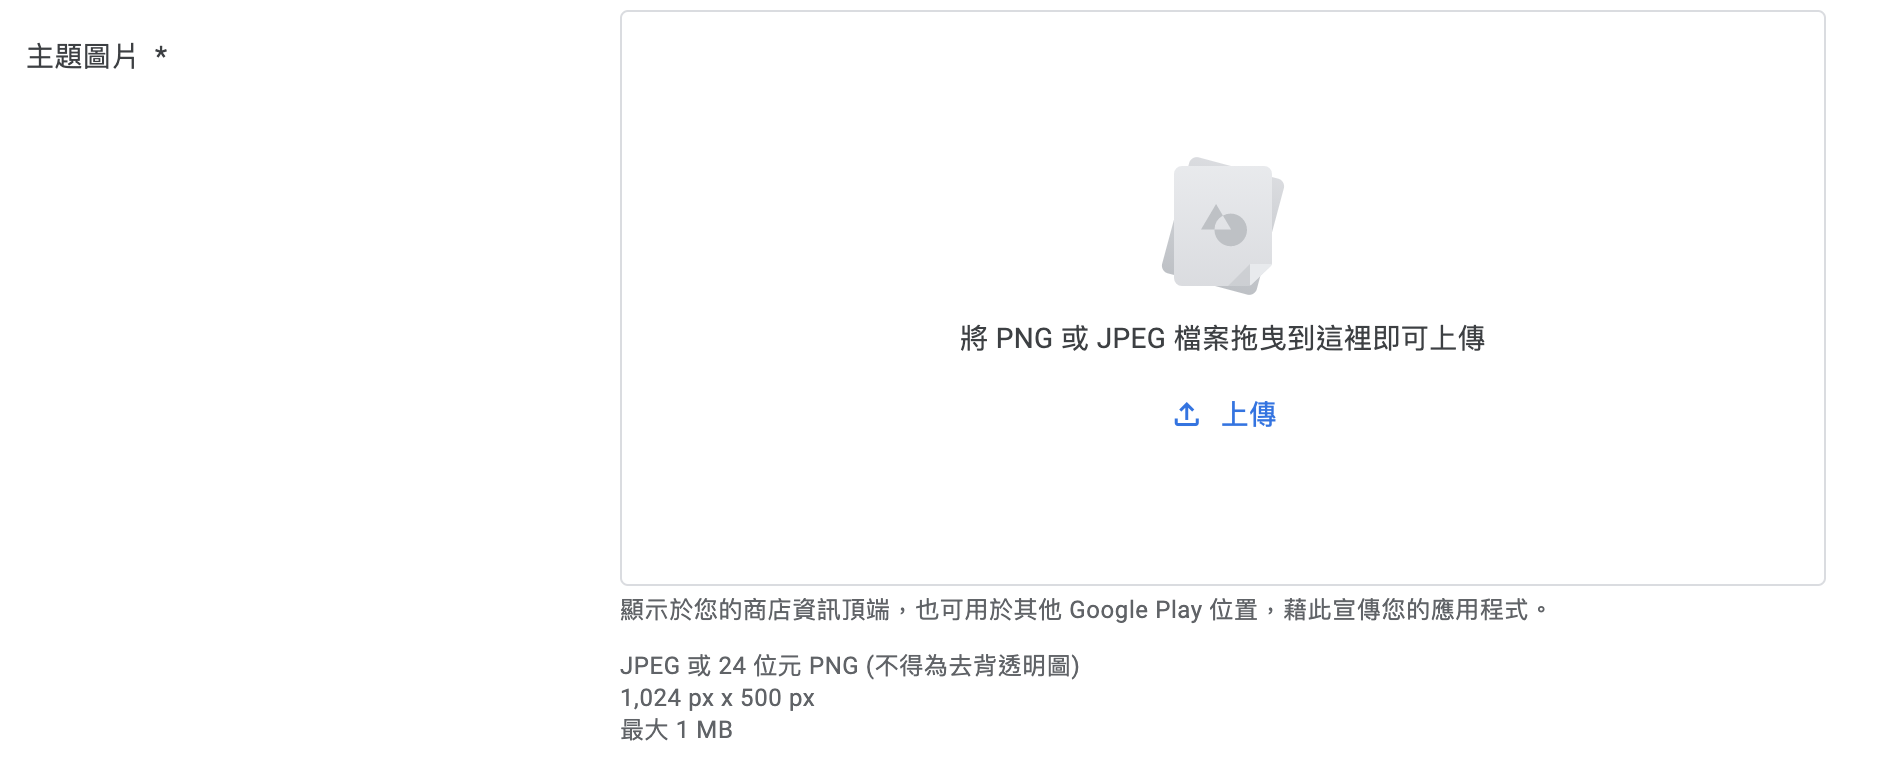 主題圖片 *
將 PNG 或 JPEG 檔案拖曳到這裡即可上傳
上傳
顯示於您的商店資訊頂端，也可用於其他 Google Play 位置，藉此宣傳您的應用程式。
JPEG 或 24 位元 PNG (不得為去背透明圖)
1,024 px x 500 px
最大 1 MB